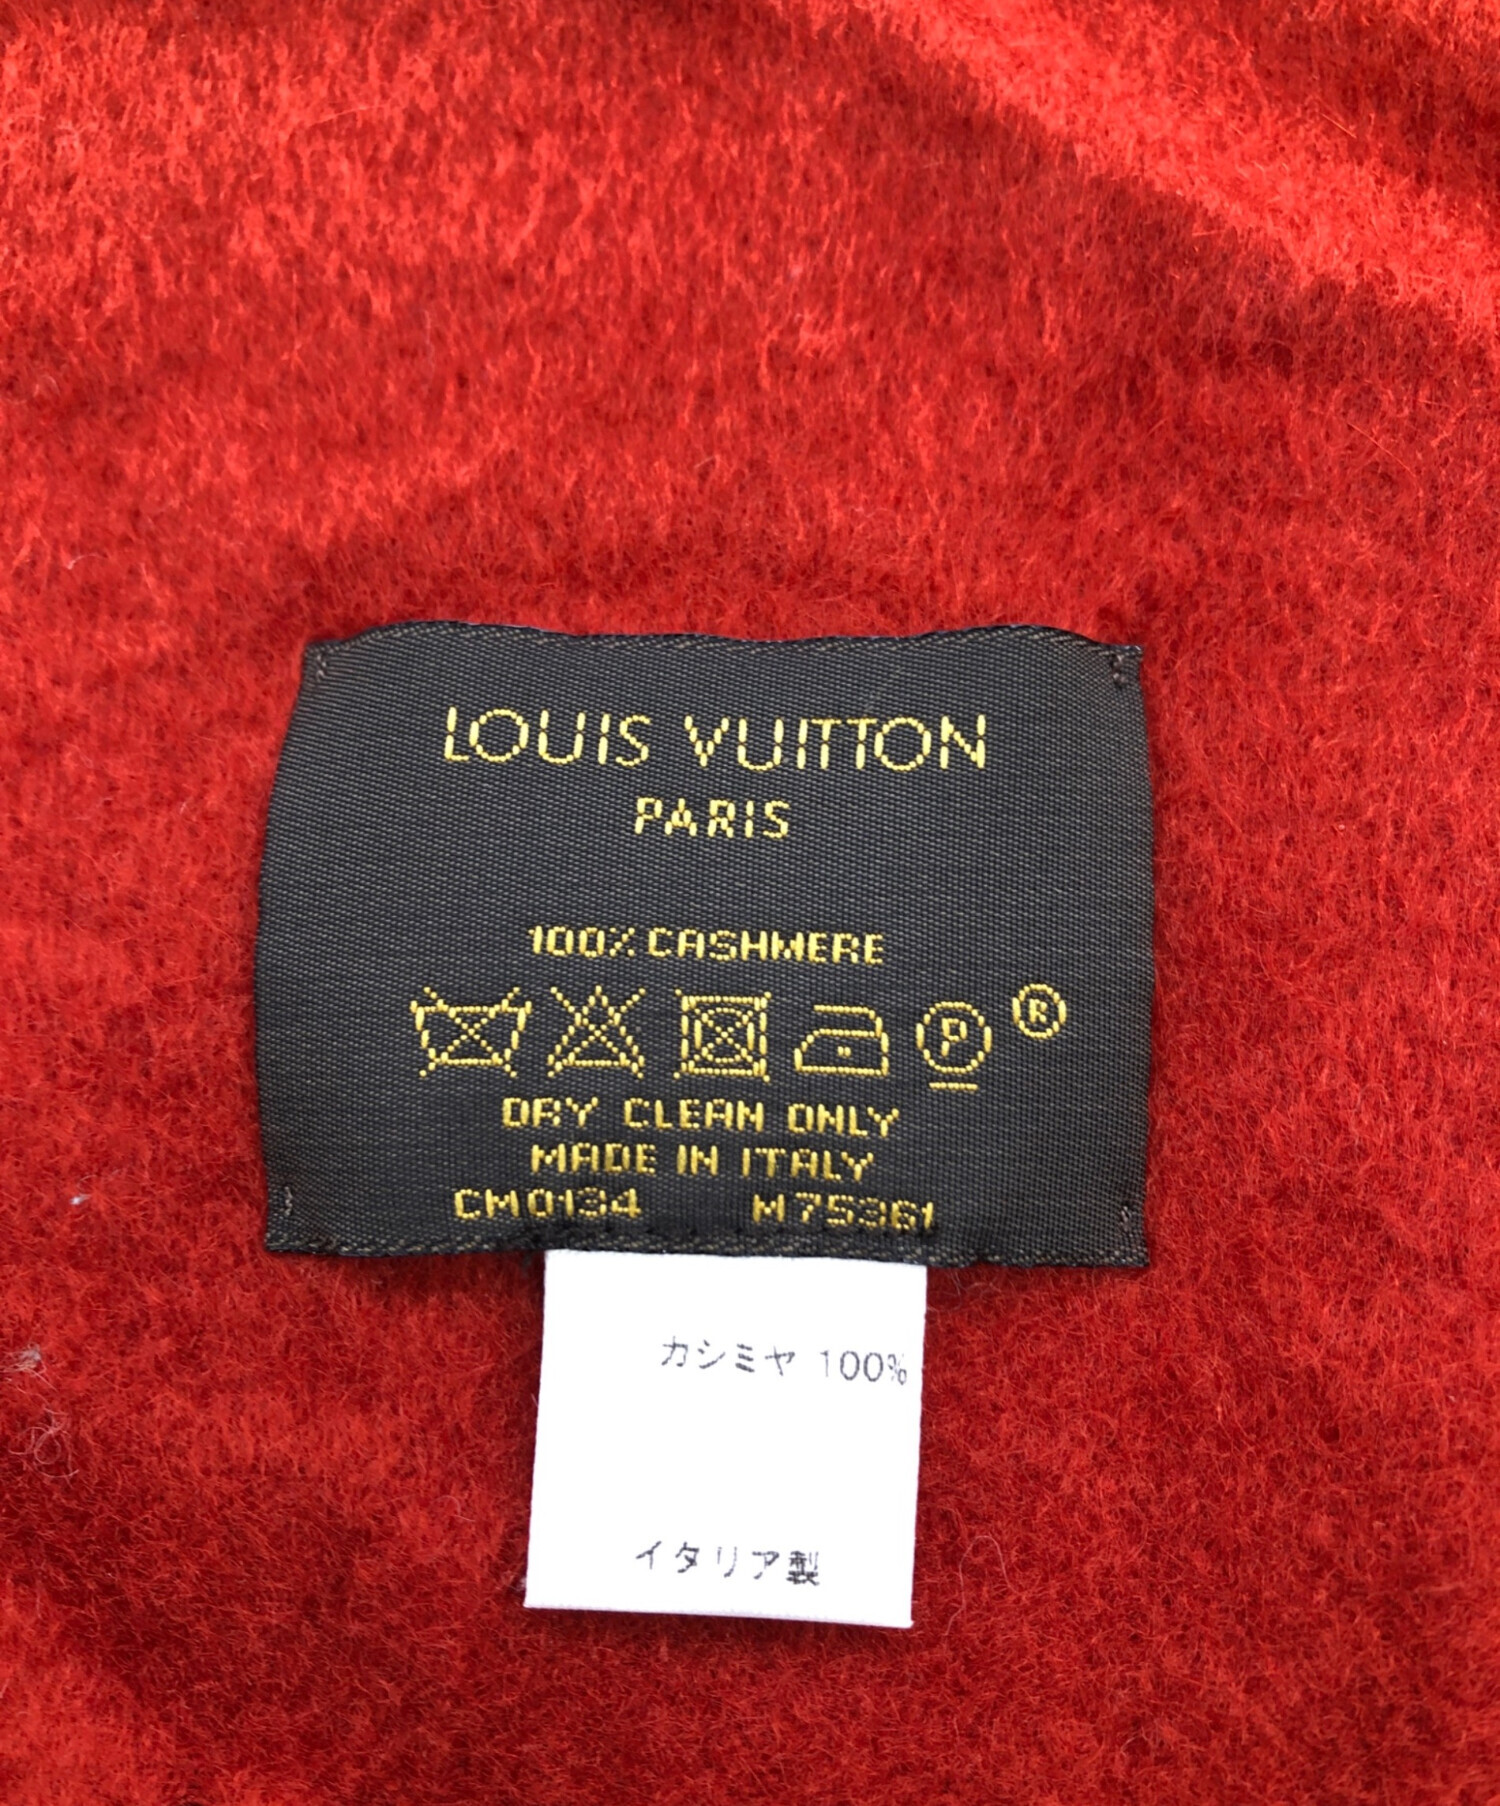 LOUIS VUITTON
PARIS
100% CASHMERE
P ®
DRY CLEAN ONLY
MADE IN ITALY
CM0134 M75361
カシミヤ 100%
イタリア製